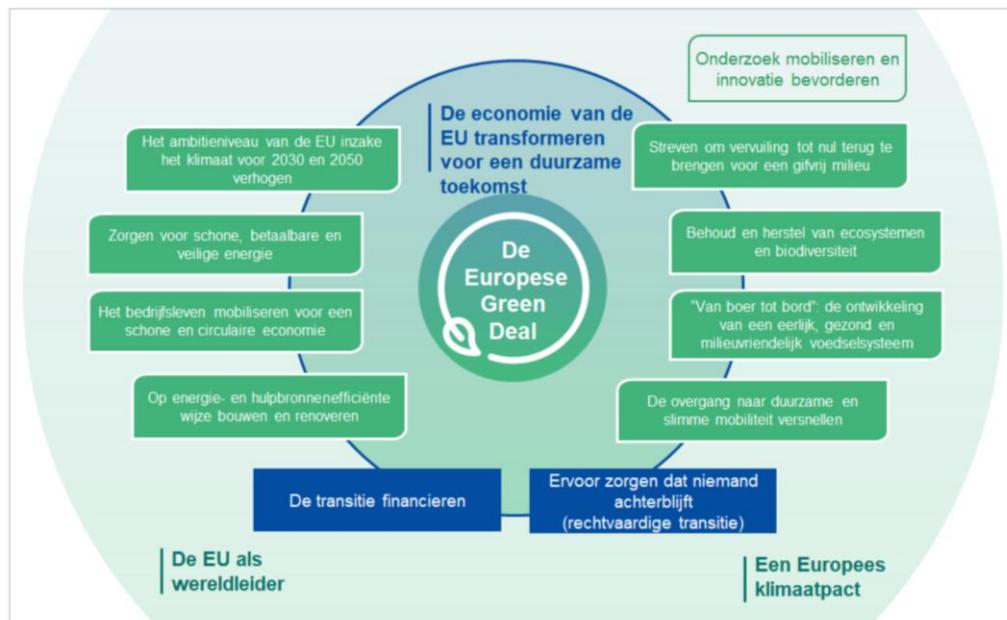 Onderzoek mobiliseren en
innovatie bevorderen
De economie van de
EU transformeren
voor een duurzame
toekomst
Het ambitieniveau van de EU inzake
het klimaat voor 2030 en 2050
verhogen
Zorgen voor schone, betaalbare en
veilige energie
Het bedrijfsleven mobiliseren voor een
schone en circulaire economie
Op energie- en hulpbronnenefficiënte
wijze bouwen en renoveren
De
Europese
Green
Deal
Streven om vervuiling tot nul terug te
brengen voor een gifvrij milieu
Behoud en herstel van ecosystemen
en biodiversiteit
"Van boer tot bord": de ontwikkeling
van een eerlijk, gezond en
milieuvriendelijk voedselsysteem
De overgang naar duurzame en
slimme mobiliteit versnellen
De transitie financieren
Ervoor zorgen dat niemand
achterblijft
(rechtvaardige transitie)
De EU als
wereldleider
Een Europees
klimaatpact